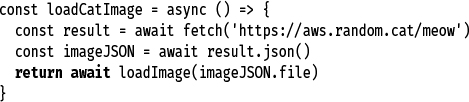 const loadCatImage = async () => {
  const result = await fetch('https://aws.random.cat/meow')
  const imageJSON = await result.json()
  return await loadImage(imageJSON.file)
}